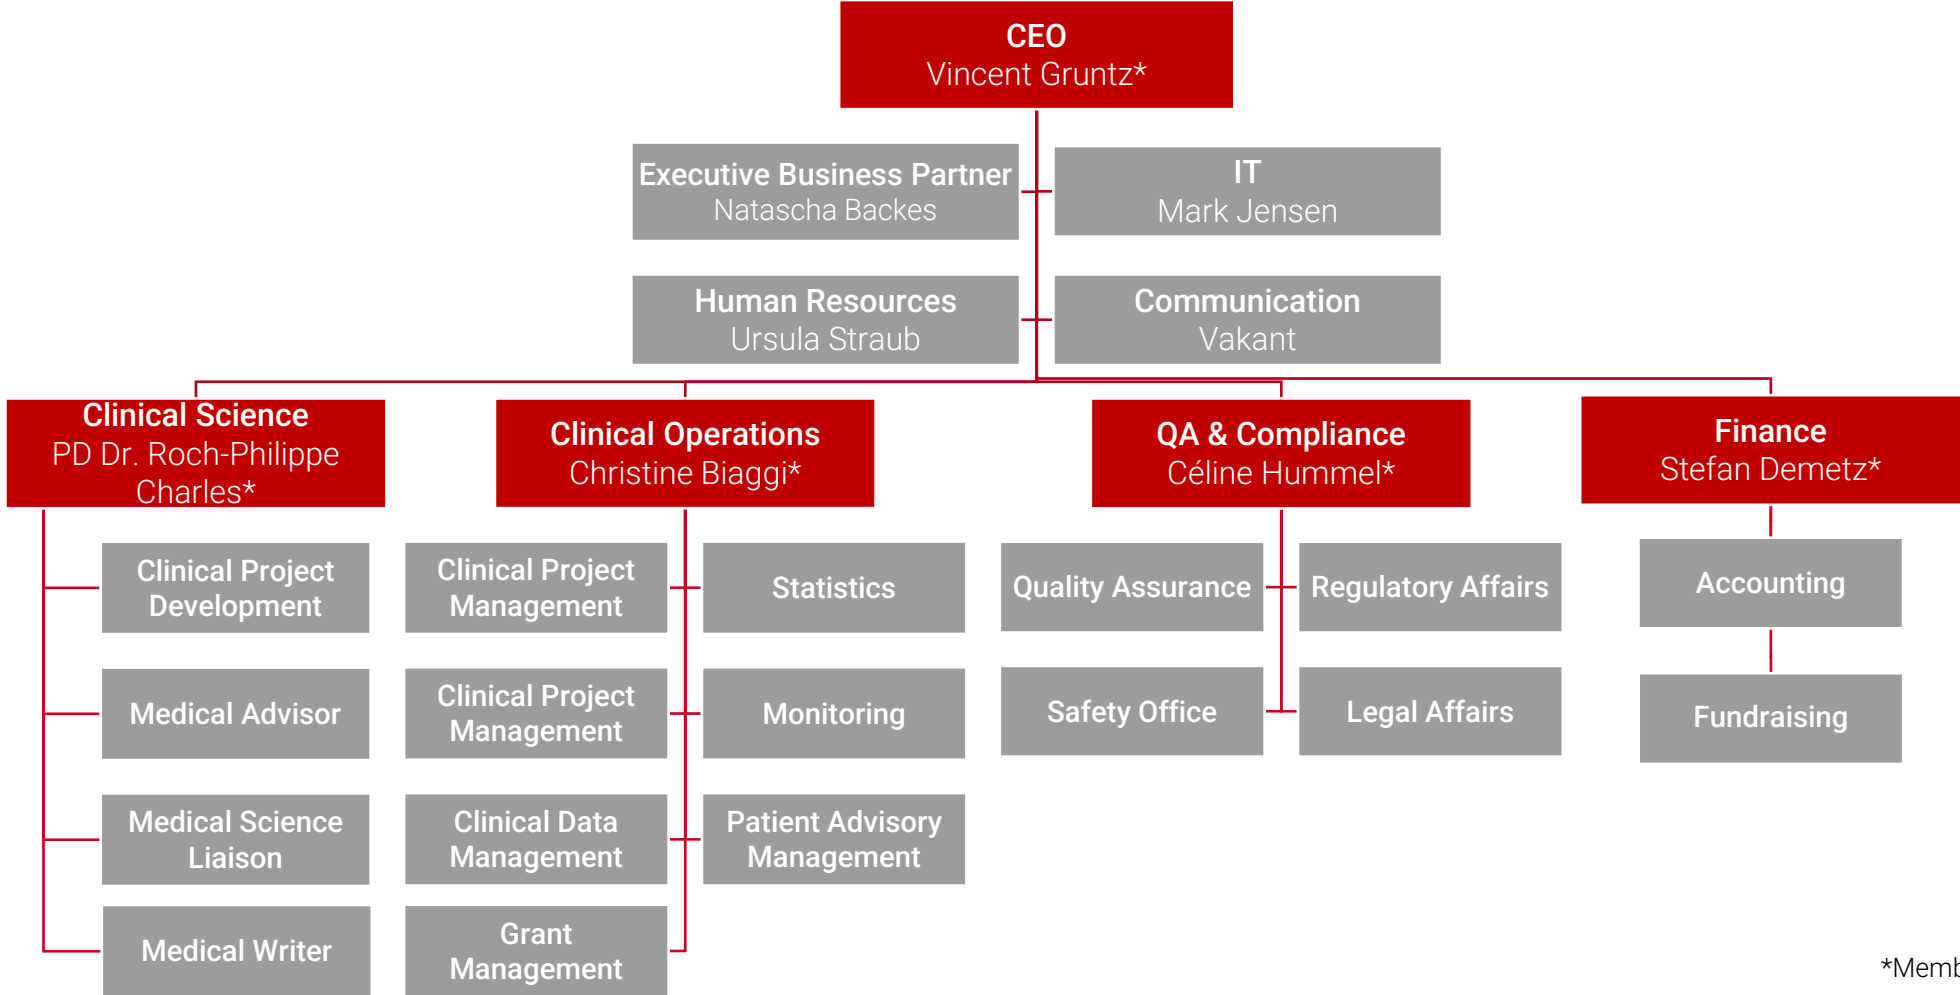 CEO
Vincent Gruntz*
Executive Business Partner
Natascha Backes
IT
Mark Jensen
Human Resources
Ursula Straub
Communication
Vakant
Clinical Science
PD Dr. Roch-Philippe
Charles*
Clinical Operations
Christine Biaggi*
QA & Compliance
Céline Hummel*
Finance
Stefan Demetz*
Clinical Project
Development
Medical Advisor
Medical Science
Liaison
Medical Writer
Clinical Project
Management
Statistics
Clinical Project
Management
Monitoring
Clinical Data
Management
Patient Advisory
Management
Grant
Management
Quality Assurance
Regulatory Affairs
Safety Office
Legal Affairs
Accounting
Fundraising